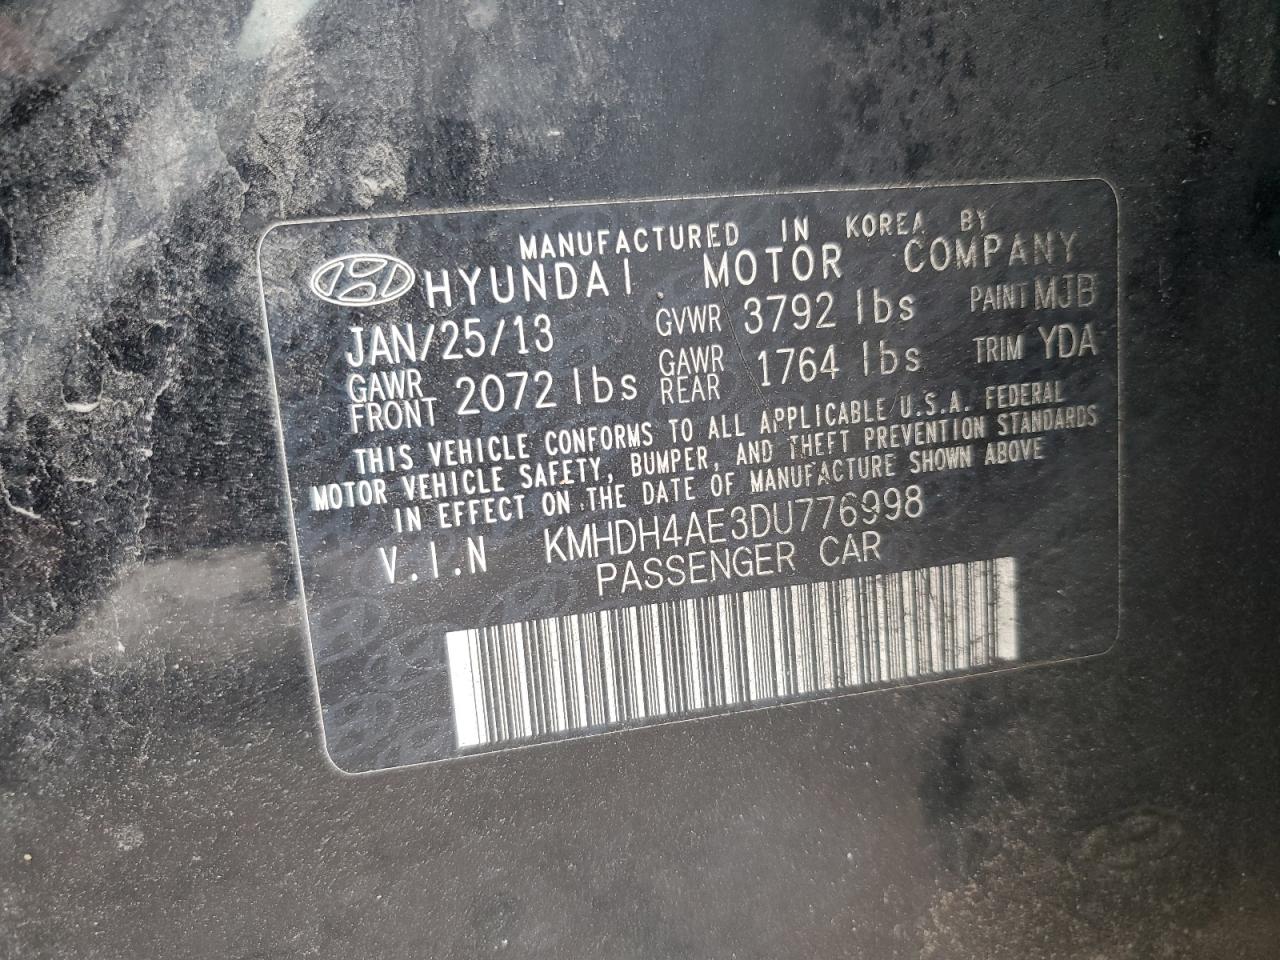 MANUFACTURED IN KOREA BY
HYUNDAI MOTOR COMPANY
JAN/25/13 GVWR 3792 lbs PAINT MJB
GAWR FRONT 2072 lbs GAWR REAR 1764 lbs TRIM YDA
THIS VEHICLE CONFORMS TO ALL APPLICABLE U.S.A. FEDERAL
MOTOR VEHICLE SAFETY, BUMPER, AND THEFT PREVENTION STANDARDS
IN EFFECT ON THE DATE OF MANUFACTURE SHOWN ABOVE
V.I.N KMHDH4AE3DU776998
PASSENGER CAR